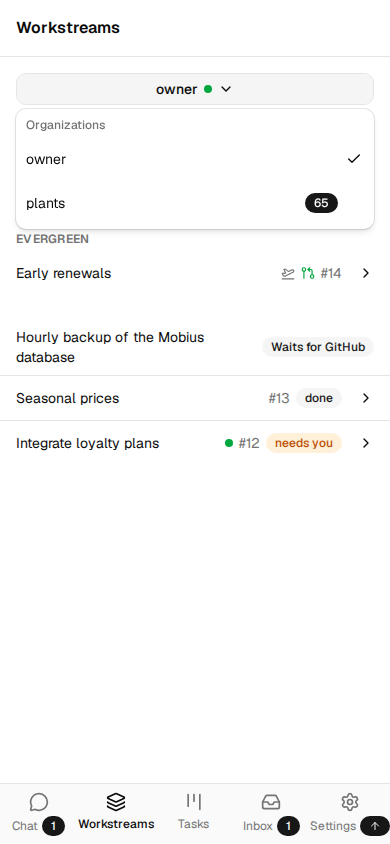 Workstreams
owner
Organizations
owner
plants 65
EVERGREEN
Early renewals #14
Hourly backup of the Mobius
database
Waits for GitHub
Seasonal prices #13 done
Integrate loyalty plans #12 needs you
Chat 1 Workstreams Tasks Inbox 1 Settings